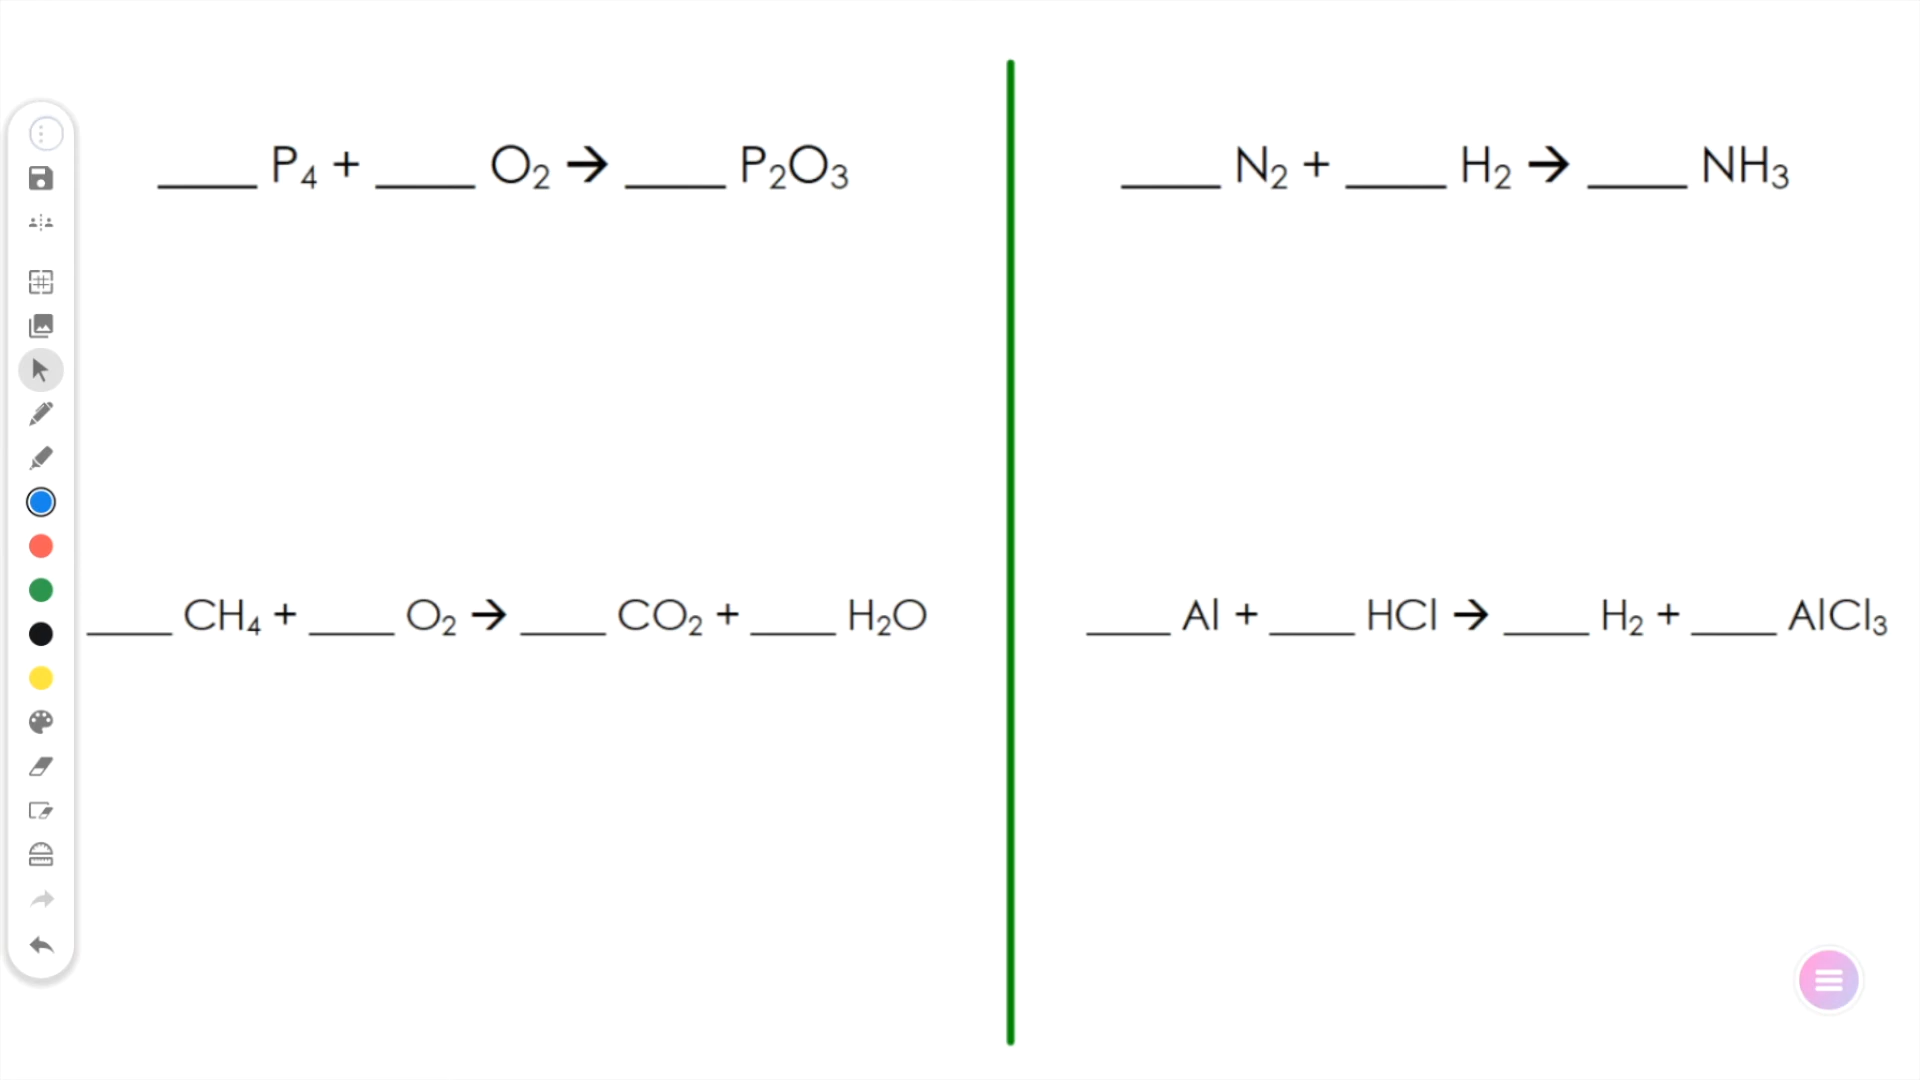 ____ P₄ + ____ O₂ → ____ P₂O₃
____ N₂ + ____ H₂ → ____ NH₃
____ CH₄ + ____ O₂ → ____ CO₂ + ____ H₂O
____ Al + ____ HCl → ____ H₂ + ____ AlCl₃